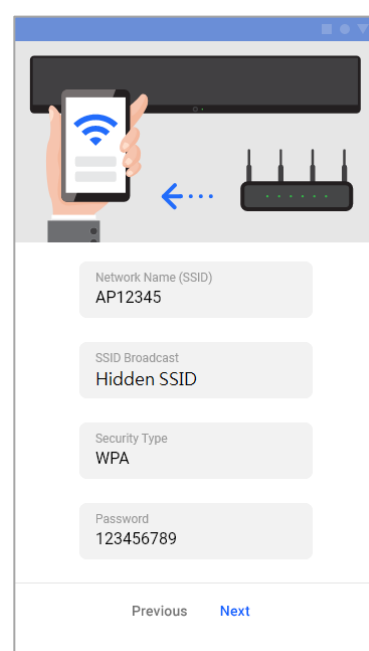 Network Name (SSID)
AP12345
SSID Broadcast
Hidden SSID
Security Type
WPA
Password
123456789
Previous Next